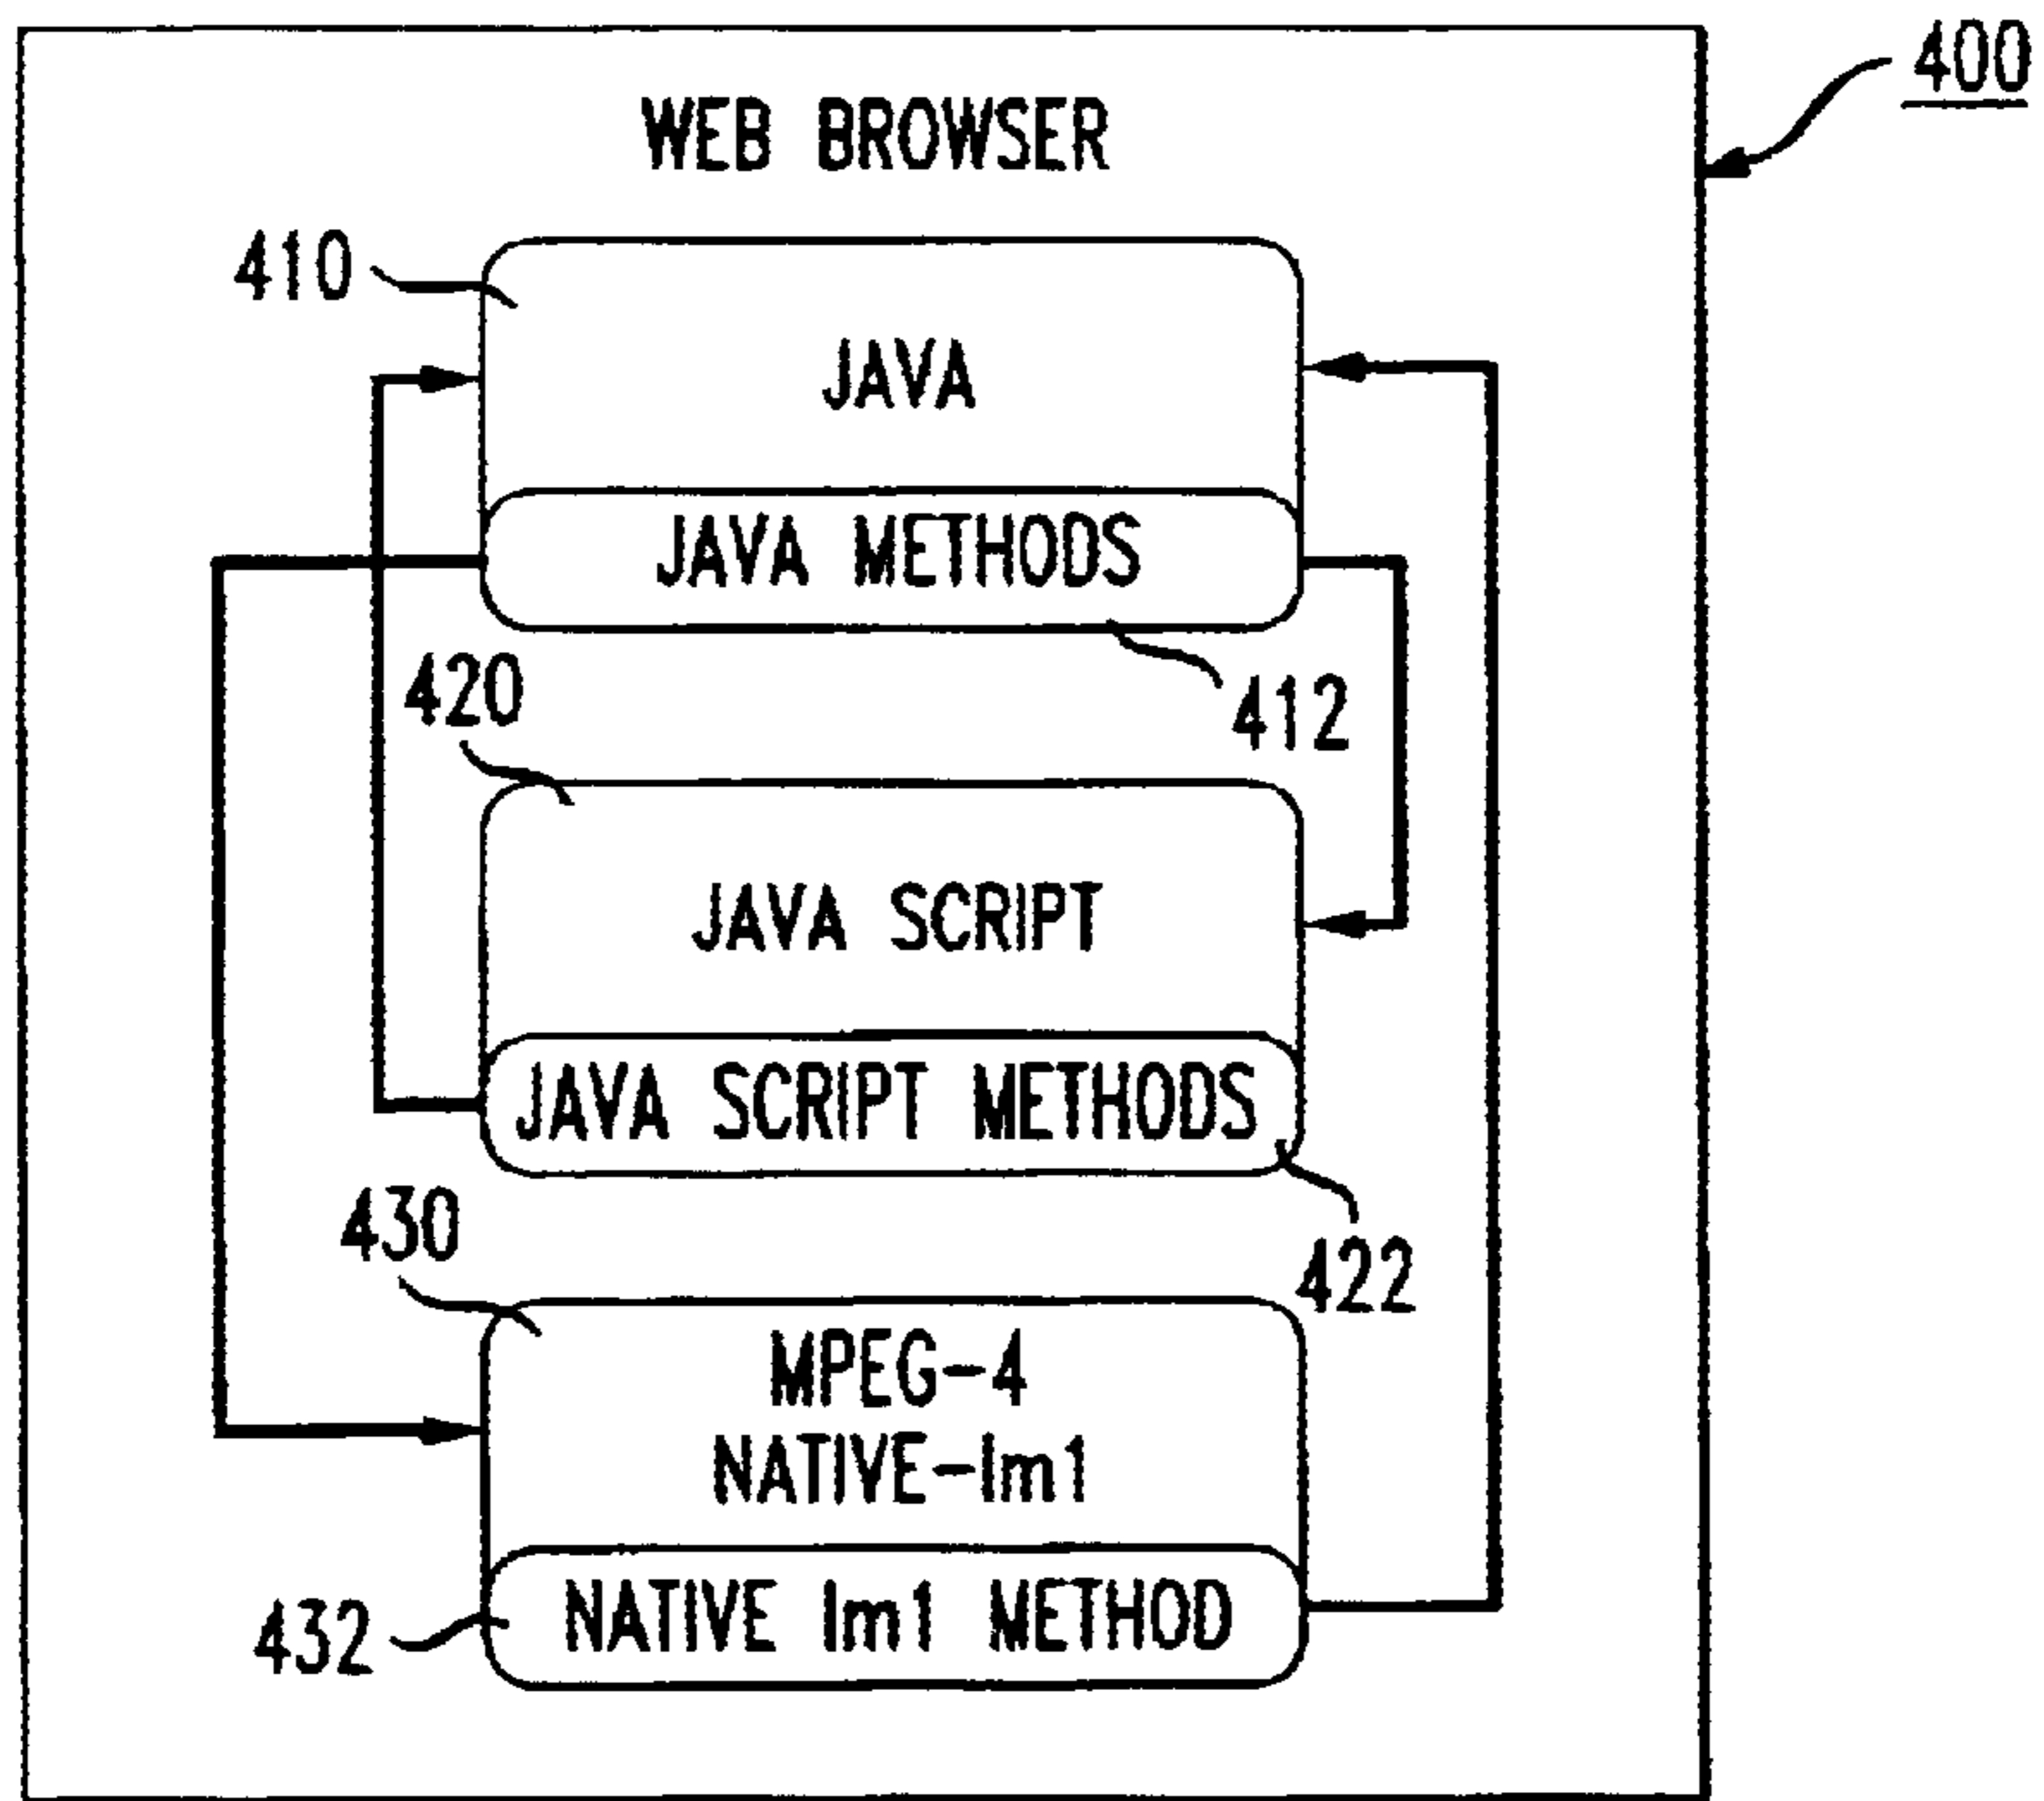 400
WEB BROWSER
410
JAVA
JAVA METHODS
412
420
JAVA SCRIPT
JAVA SCRIPT METHODS
422
430
MPEG-4
NATIVE-Im1
NATIVE Im1 METHOD
432